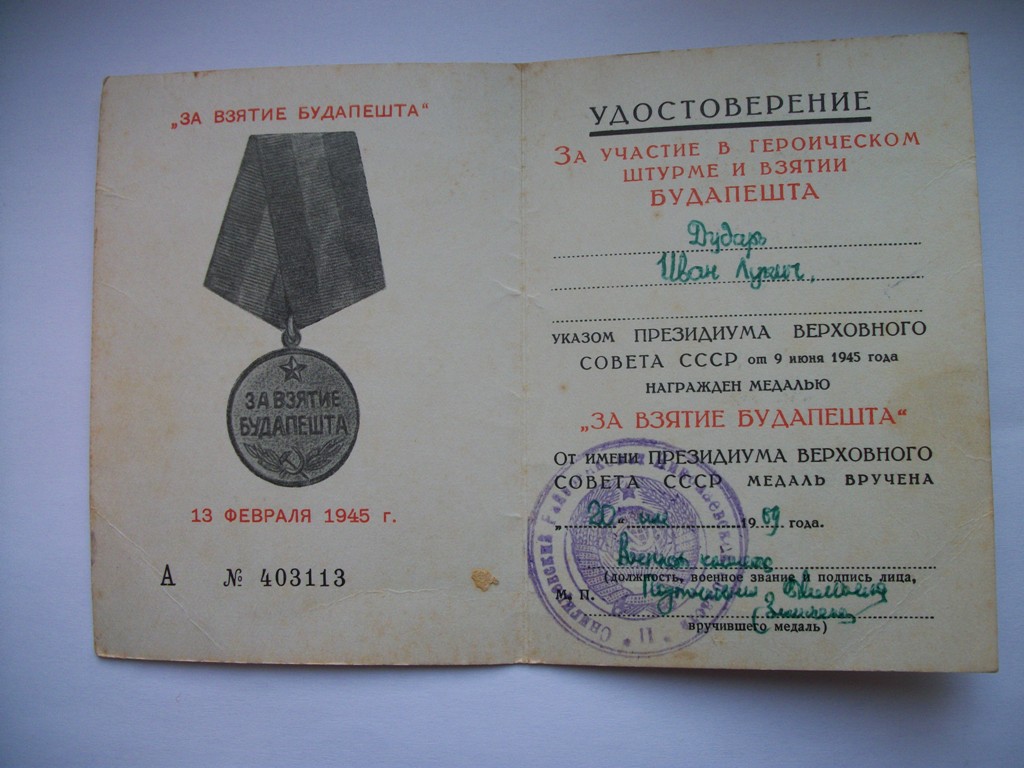 „ЗА ВЗЯТИЕ БУДАПЕШТА“
ЗА ВЗЯТИЕ
БУДАПЕШТА
13 ФЕВРАЛЯ 1945 г.
А № 403113
УДОСТОВЕРЕНИЕ
ЗА УЧАСТИЕ В ГЕРОИЧЕСКОМ
ШТУРМЕ И ВЗЯТИИ
БУДАПЕШТА
Дударь
Иван Лукич
УКАЗОМ ПРЕЗИДИУМА ВЕРХОВНОГО
СОВЕТА СССР от 9 июня 1945 года
НАГРАЖДЕН МЕДАЛЬЮ
„ЗА ВЗЯТИЕ БУДАПЕШТА“
От имени ПРЕЗИДИУМА ВЕРХОВНОГО
СОВЕТА СССР МЕДАЛЬ ВРУЧЕНА
„20“ 1969 года.
(должность, военное звание и подпись лица,
М. П.
вручившего медаль)